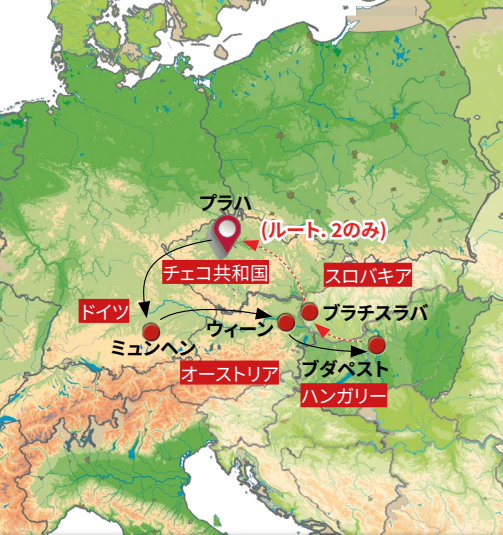 プラハ
(ルート. 2のみ)
チェコ共和国
スロバキア
ドイツ
ブラチスラバ
ウィーン
ミュンヘン
ブダペスト
オーストリア
ハンガリー